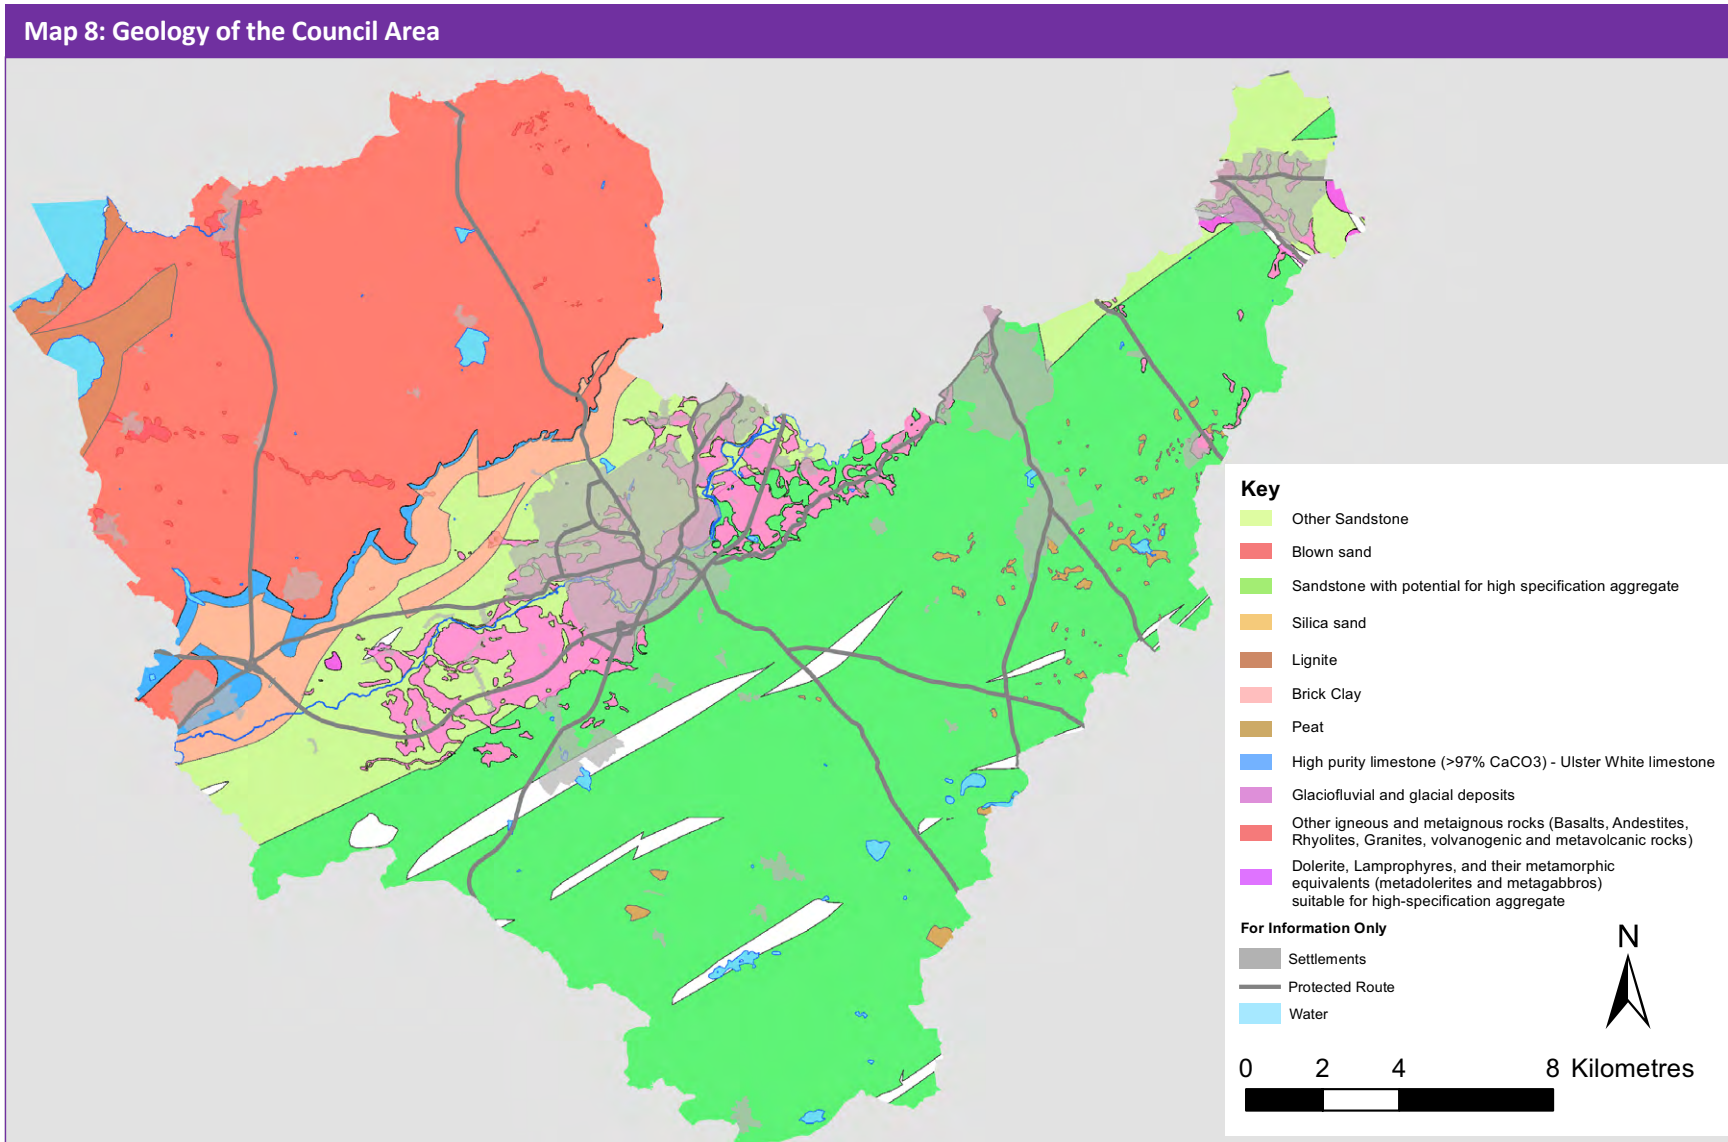 Map 8: Geology of the Council Area
Key
Other Sandstone
Blown sand
Sandstone with potential for high specification aggregate
Silica sand
Lignite
Brick Clay
Peat
High purity limestone (>97% CaCO3) - Ulster White limestone
Glaciofluvial and glacial deposits
Other igneous and metaignous rocks (Basalts, Andestites,
Rhyolites, Granites, volvanogenic and metavolcanic rocks)
Dolerite, Lamprophyres, and their metamorphic
equivalents (metadolerites and metagabbros)
suitable for high-specification aggregate
For Information Only
Settlements
Protected Route
Water
N
0 2 4 8 Kilometres